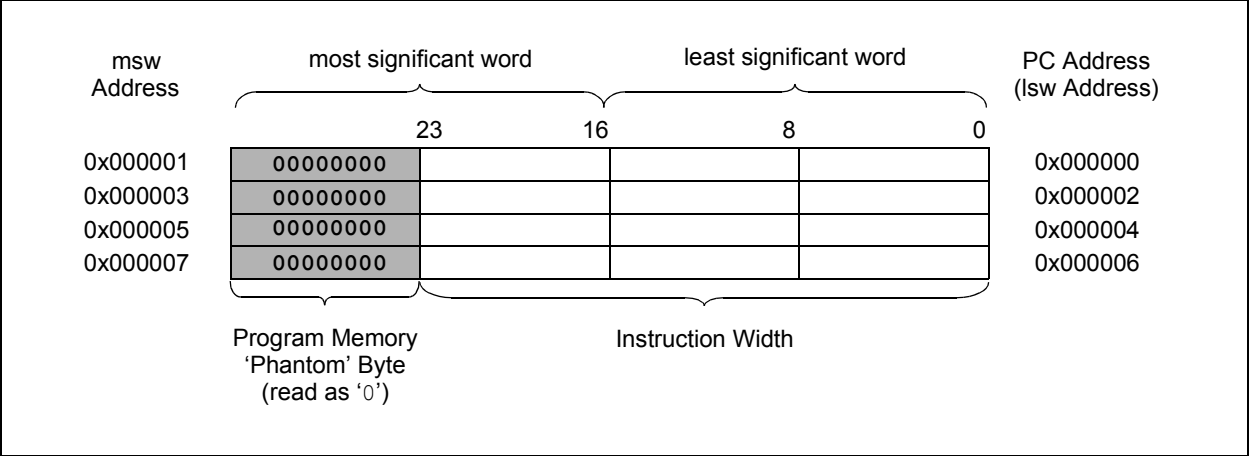 msw Address
most significant word
least significant word
PC Address (lsw Address)
23 16 8 0
0x000001 00000000 0x000000
0x000003 00000000 0x000002
0x000005 00000000 0x000004
0x000007 00000000 0x000006
Program Memory
‘Phantom’ Byte
(read as ‘0’)
Instruction Width